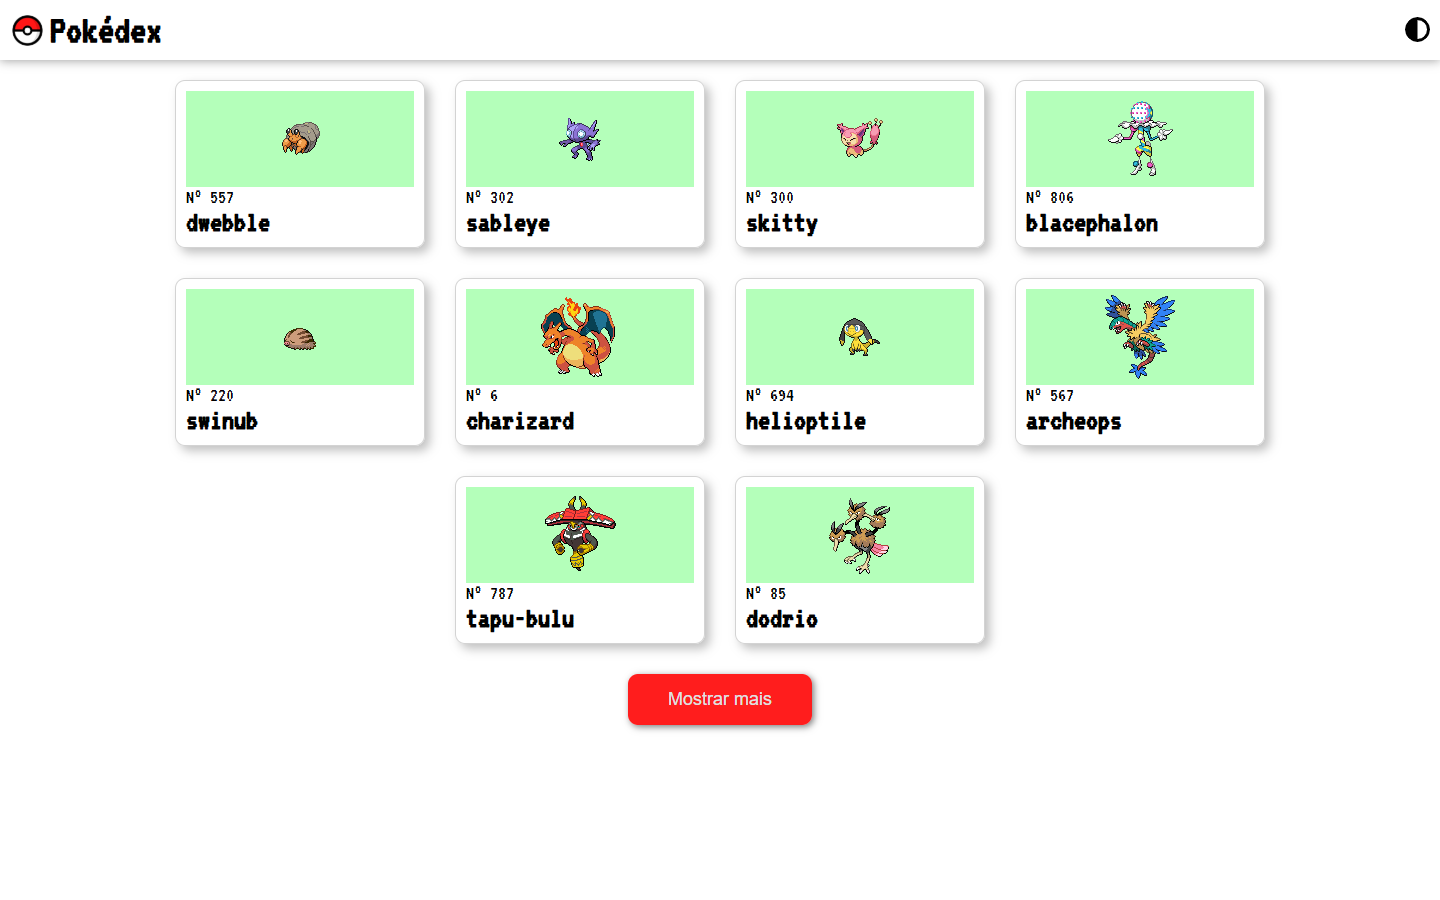 Pokédex
Nº 557
dwebble
Nº 302
sableye
Nº 300
skitty
Nº 806
blacephalon
Nº 220
swinub
Nº 6
charizard
Nº 694
helioptile
Nº 567
archeops
Nº 787
tapu-bulu
Nº 85
dodrio
Mostrar mais